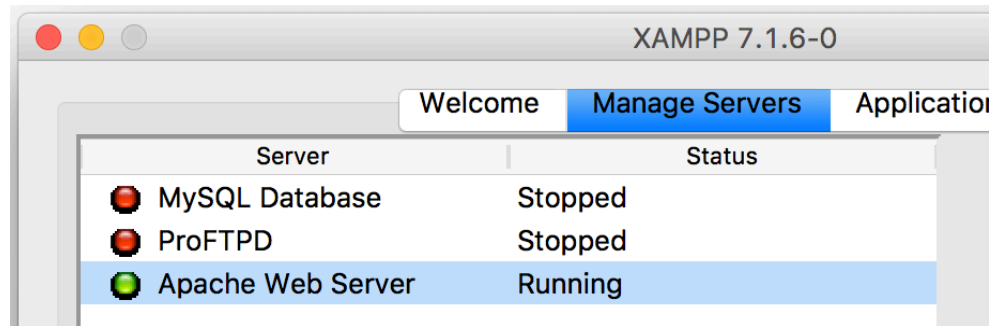 XAMPP 7.1.6-0
Welcome Manage Servers Application
Server Status
MySQL Database Stopped
ProFTPD Stopped
Apache Web Server Running